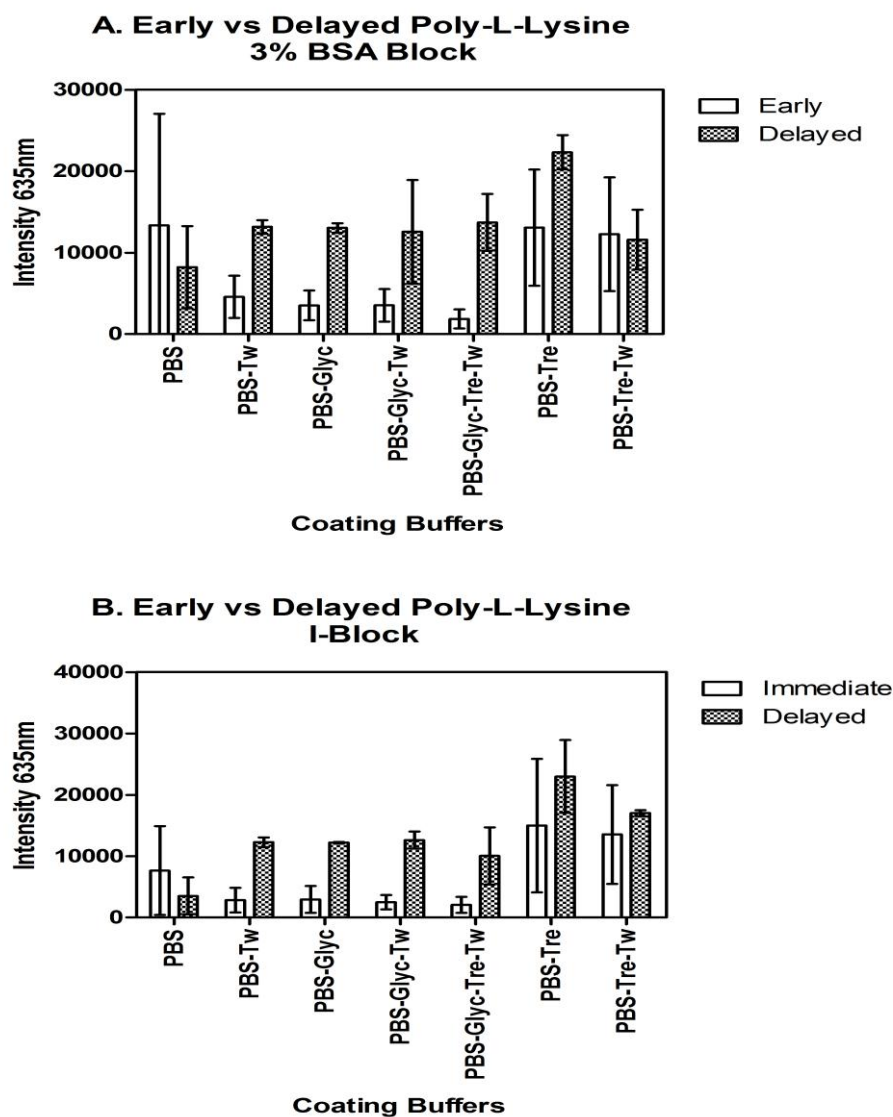 A. Early vs Delayed Poly-L-Lysine
3% BSA Block
30000
20000
10000
0
Intensity 635nm
Early
Delayed
PBS
PBS-Tw
PBS-Glyc
PBS-Glyc-Tw
PBS-Glyc-Tre-Tw
PBS-Tre
PBS-Tre-Tw
Coating Buffers
B. Early vs Delayed Poly-L-Lysine
I-Block
40000
30000
20000
10000
0
Intensity 635nm
Immediate
Delayed
PBS
PBS-Tw
PBS-Glyc
PBS-Glyc-Tw
PBS-Glyc-Tre-Tw
PBS-Tre
PBS-Tre-Tw
Coating Buffers